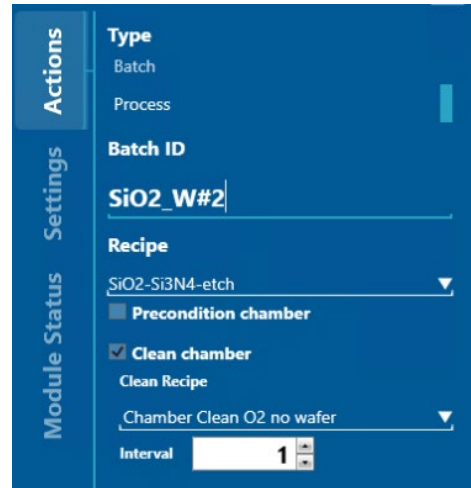 Actions
Settings
Module Status
Type
Batch
Process
Batch ID
SiO2_W#2
Recipe
SiO2-Si3N4-etch
Precondition chamber
Clean chamber
Clean Recipe
Chamber Clean O2 no wafer
Interval 1